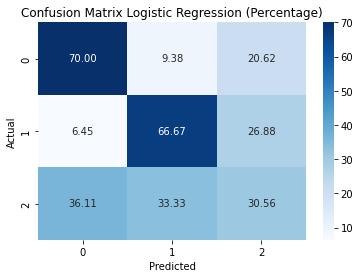 Confusion Matrix Logistic Regression (Percentage)
70
0 70.00 9.38 20.62
60
50
Actual 1 6.45 66.67 26.88
40
30
2 36.11 33.33 30.56
20
10
0 1 2
Predicted